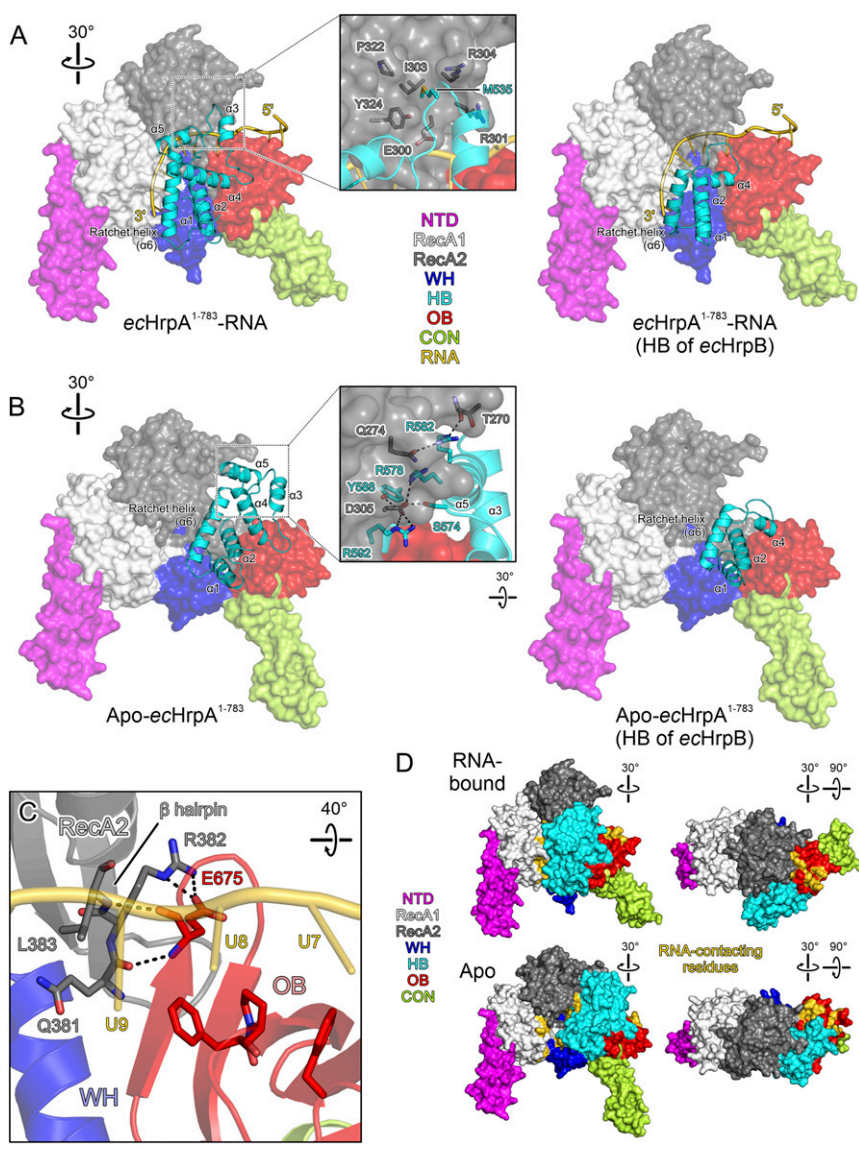 A
30°
α5
α3
5'
3'
α4
α2
α1
Ratchet helix
(α6)
ecHrpA1-783-RNA
P322
I303
R304
M535
Y324
R301
E300
NTD
RecA1
RecA2
WH
HB
OB
CON
RNA
5'
3'
α4
α2
Ratchet helix
(α6)
α1
ecHrpA1-783-RNA
(HB of ecHrpB)
B
30°
α5
α3
α4
Ratchet helix
(α6)
α2
α1
Apo-ecHrpA1-783
Q274
R582
T270
R578
Y588
D305
α5
α3
S574
R592
30°
Ratchet helix
(α6)
α4
α2
α1
Apo-ecHrpA1-783
(HB of ecHrpB)
C
β hairpin
40°
RecA2
R382
E675
L383
U8
U7
OB
Q381
U9
WH
D
RNA-
bound
30°
30°
90°
NTD
RecA1
RecA2
WH
HB
OB
CON
Apo
30°
RNA-contacting
residues
30°
90°